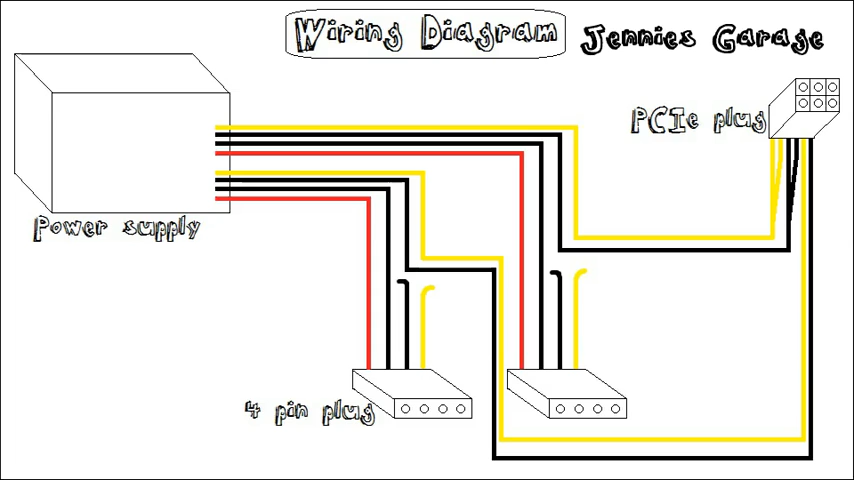 Wiring Diagram
Jennies Garage
PCIe plug
Power supply
4 pin plug